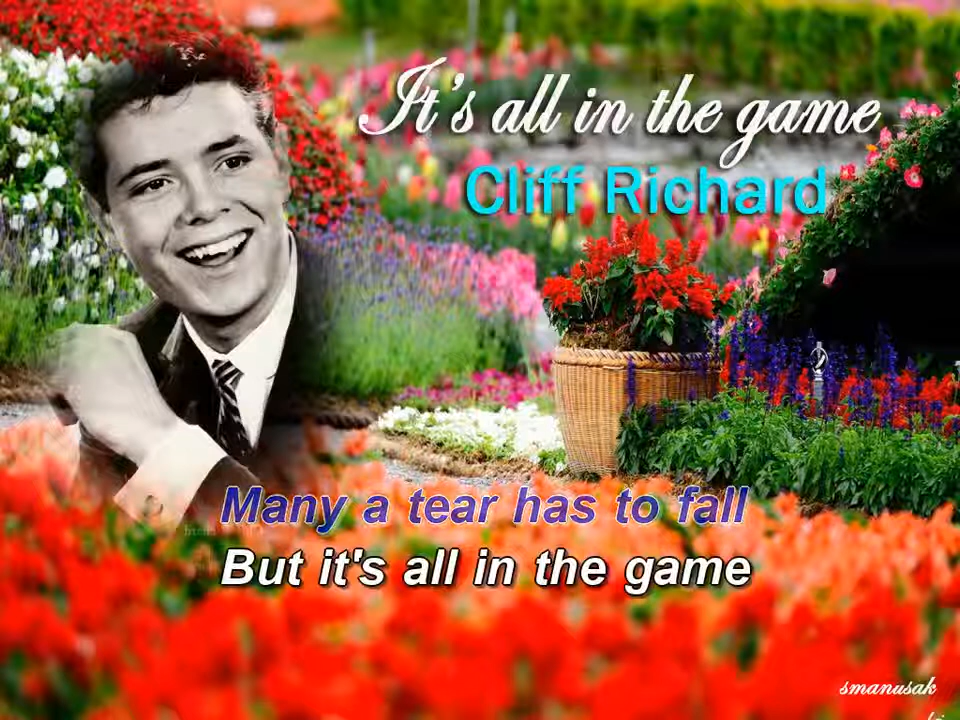 It's all in the game
Cliff Richard
Many a tear has to fall
But it's all in the game
smanusak